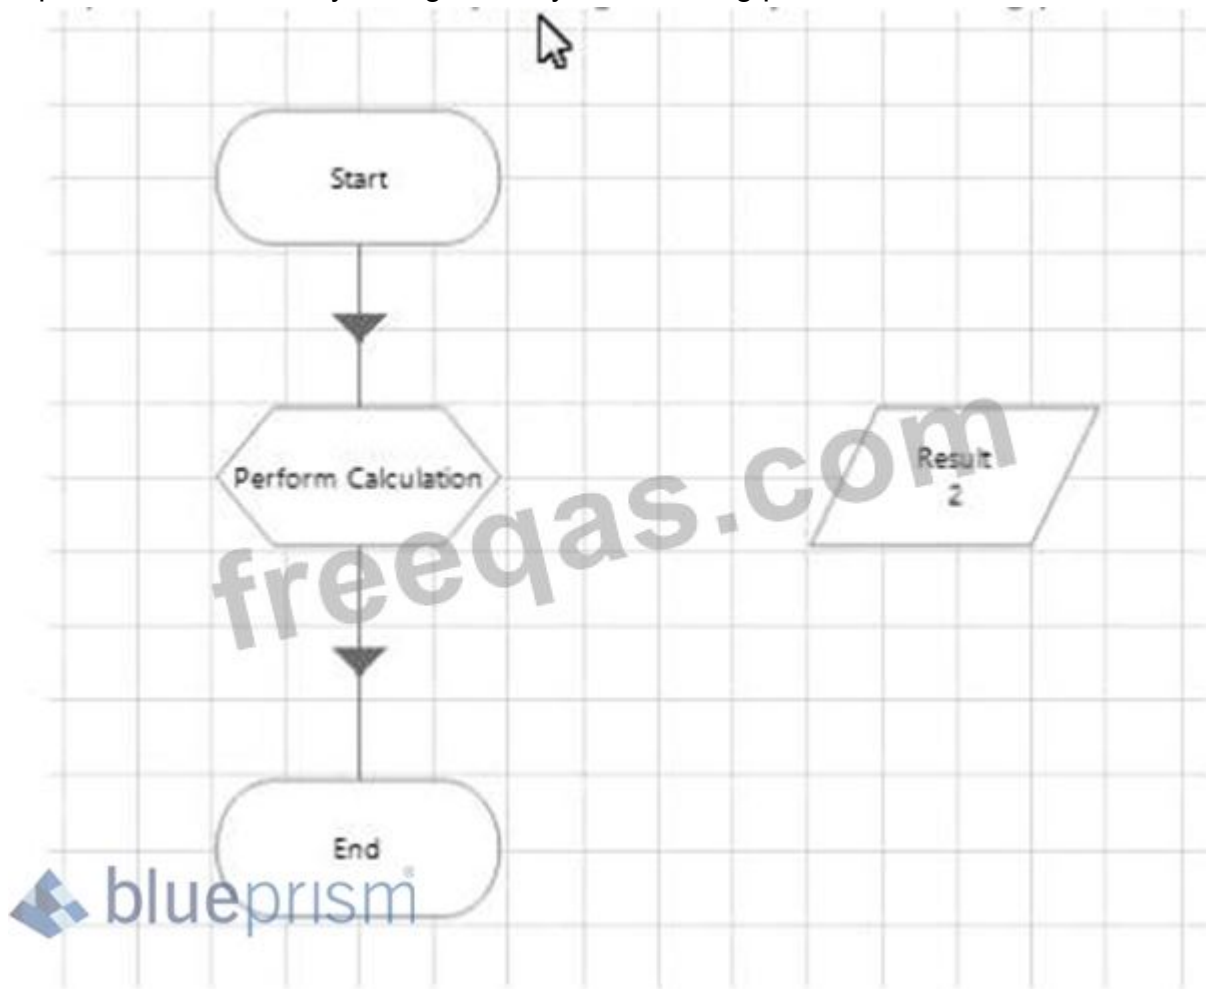 Start
Perform Calculation
Result
2
freeqas.com
End
blueprism®